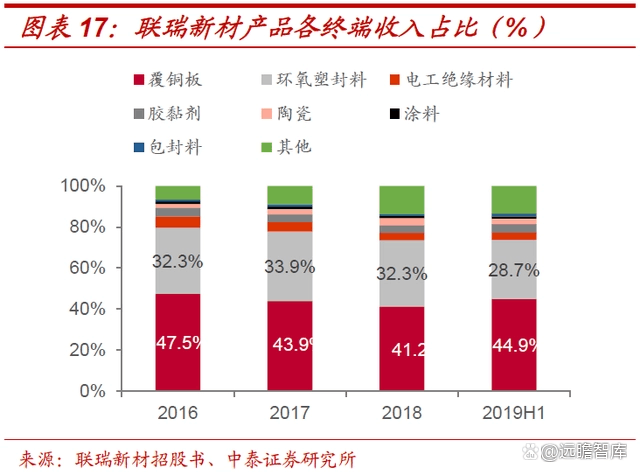 图表 17：联瑞新材产品各终端收入占比（%）
覆铜板 环氧塑封料 电工绝缘材料
胶黏剂 陶瓷 涂料
包封料 其他
100%
80%
60%
40%
20%
0%
32.3% 33.9% 32.3% 28.7%
47.5% 43.9% 41.2 44.9%
2016 2017 2018 2019H1
来源：联瑞新材招股书、中泰证券研究所
@远瞻智库